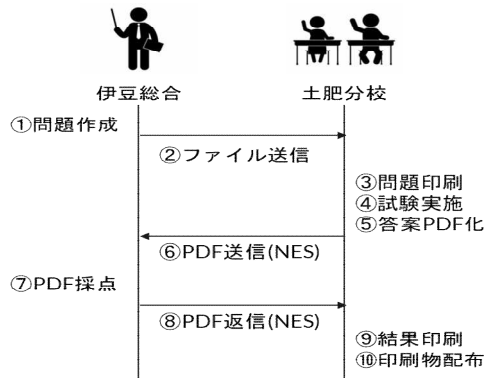 伊豆総合
土肥分校
①問題作成
②ファイル送信
③問題印刷
④試験実施
⑤答案PDF化
⑥PDF送信(NES)
⑦PDF採点
⑧PDF返信(NES)
⑨結果印刷
⑩印刷物配布